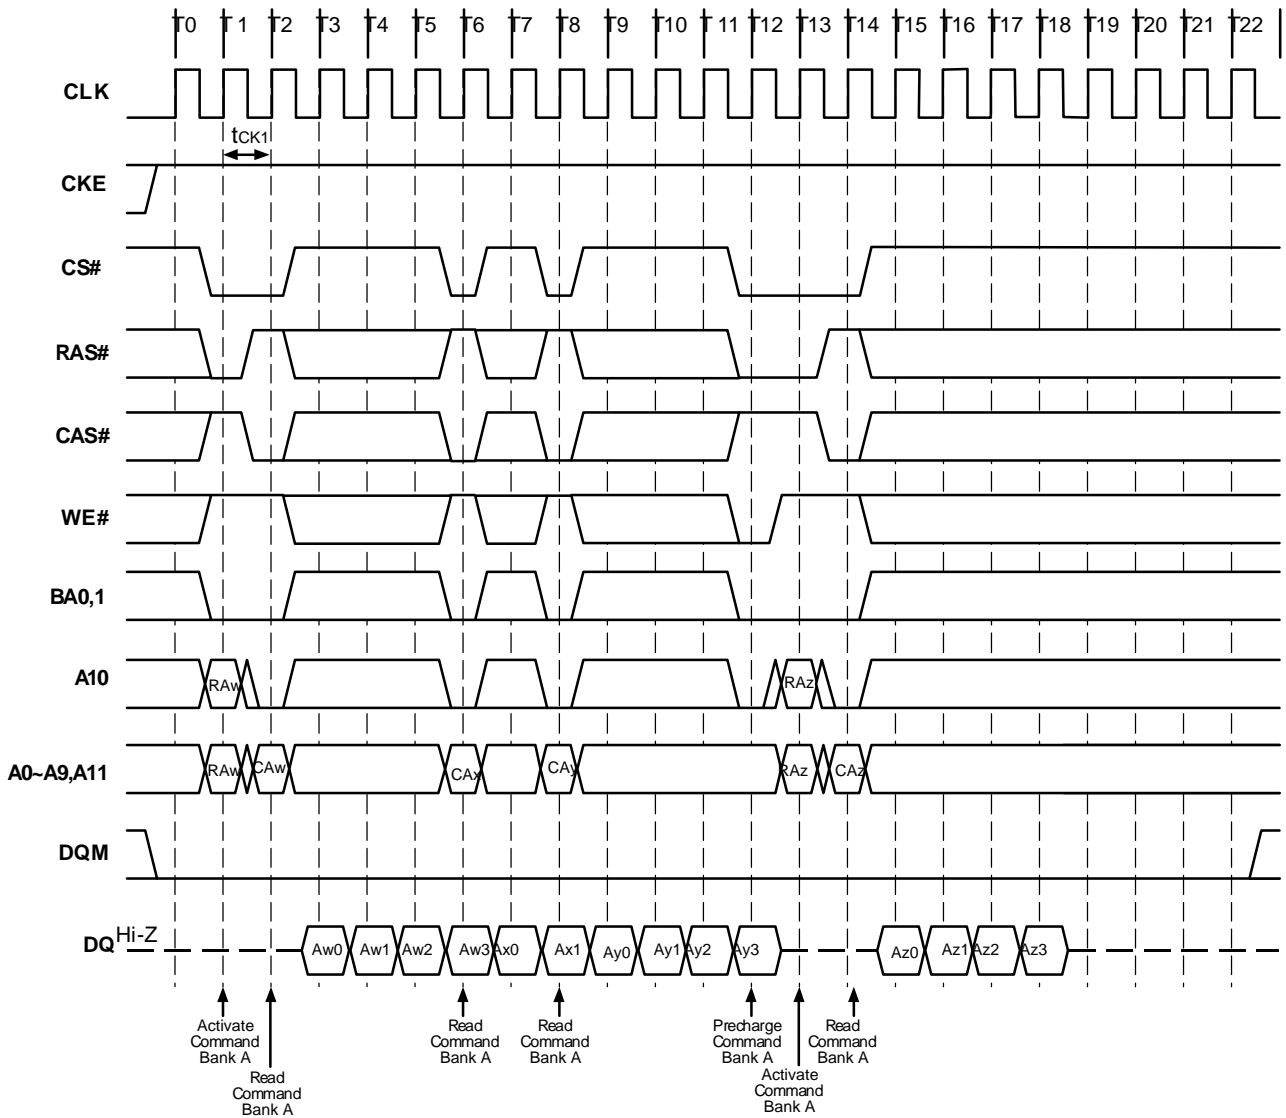 T0 T 1 T2 T3 T4 T5 T6 T7 T8 T9 T10 T 11 T12 T13 T14 T15 T16 T17 T18 T19 T20 T21 T22
CLK
tCK1
CKE
CS#
RAS#
CAS#
WE#
BA0,1
A10
RAw RAz
A0~A9,A11
RAw CAw CAx CAy RAz CAz
DQM
DQ Hi-Z
Aw0 Aw1 Aw2 Aw3 Ax0 Ax1 Ay0 Ay1 Ay2 Ay3 Az0 Az1 Az2 Az3
Activate
Command
Bank A
Read
Command
Bank A
Read
Command
Bank A
Read
Command
Bank A
Precharge
Command
Bank A
Activate
Command
Bank A
Read
Command
Bank A